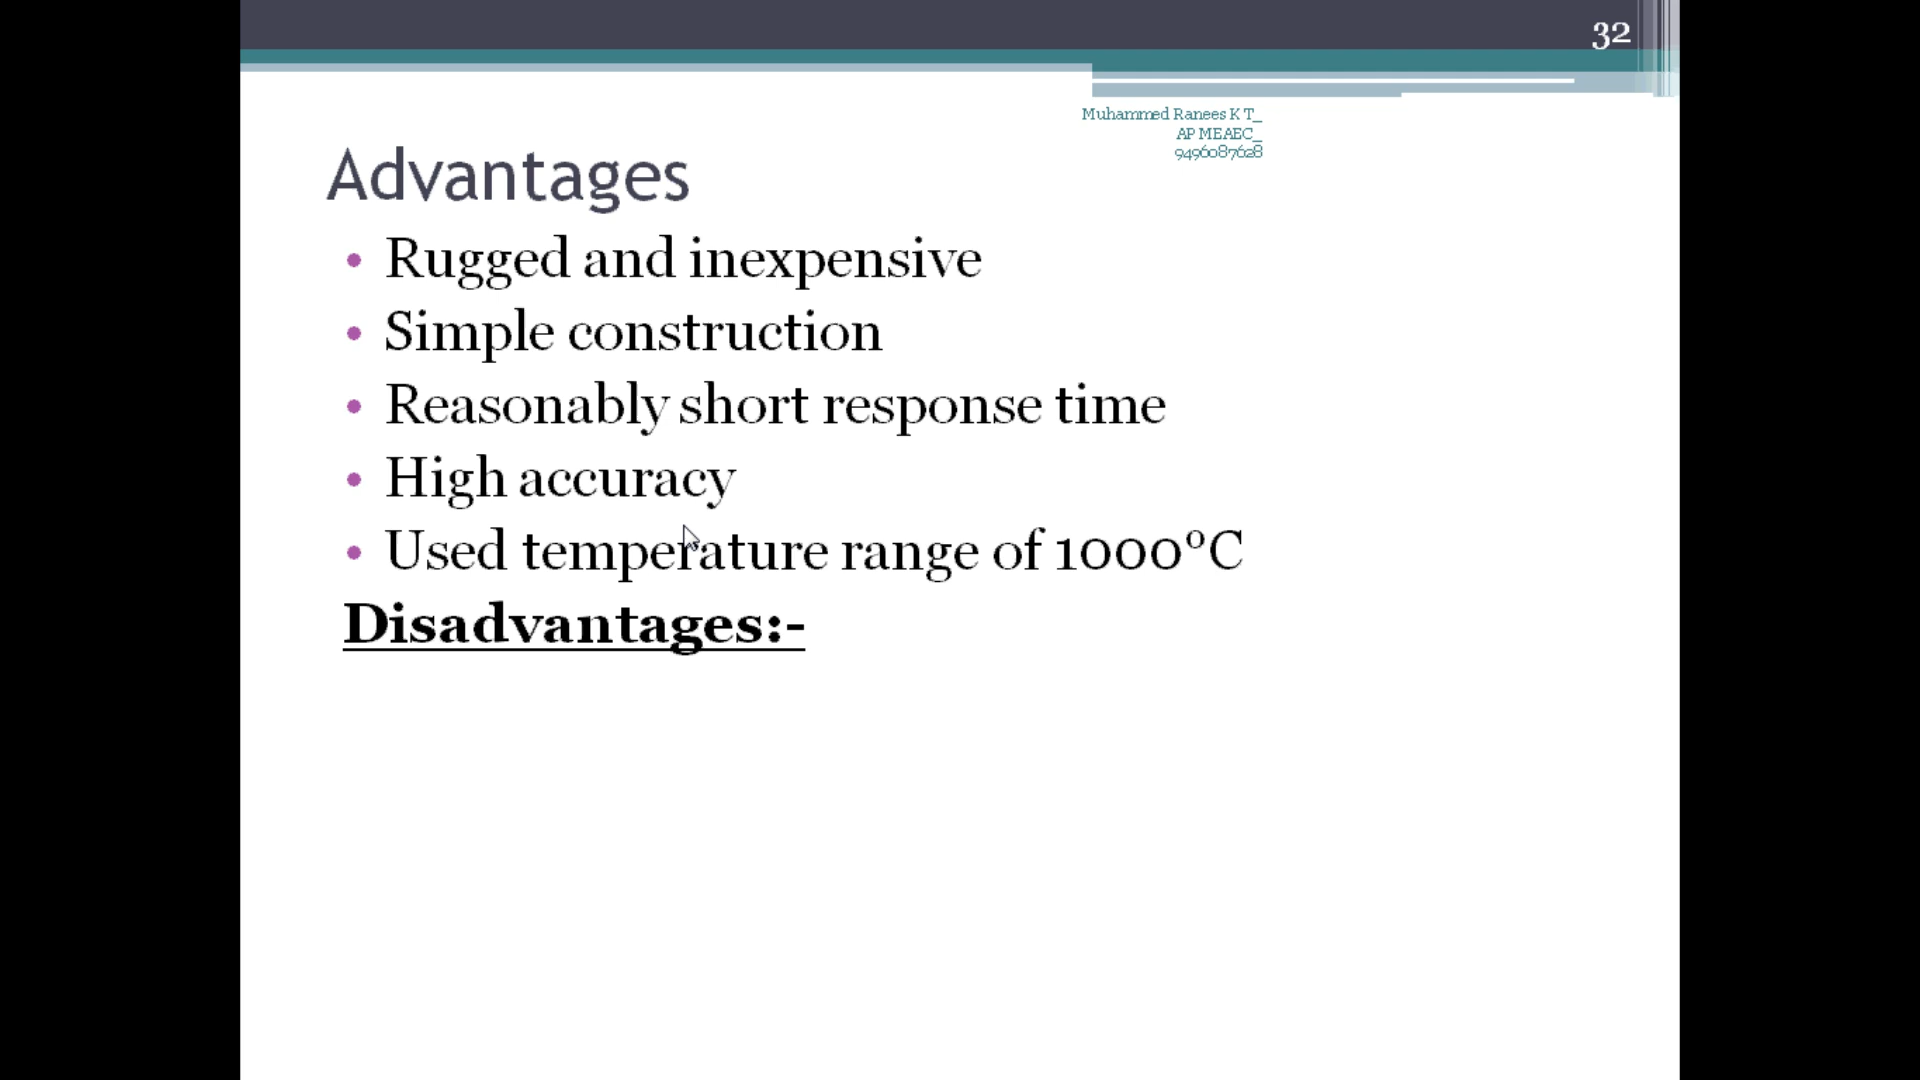 32
Muhammed Ranees K T_
AP MEAEC_
9496087628
Advantages
• Rugged and inexpensive
• Simple construction
• Reasonably short response time
• High accuracy
• Used temperature range of 1000°C
Disadvantages:-